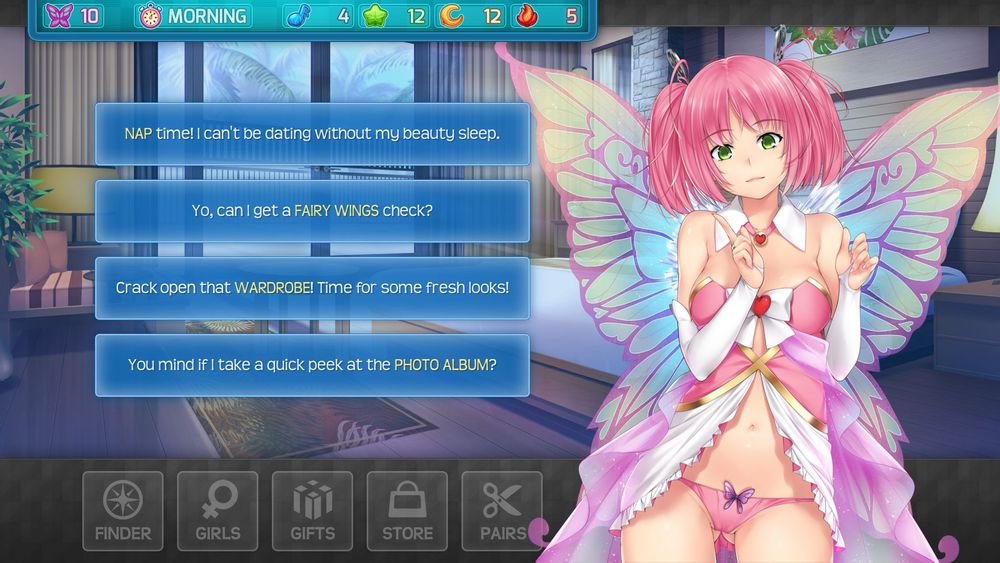 10
MORNING
4
12
12
5
NAP time! I can't be dating without my beauty sleep.
Yo, can I get a FAIRY WINGS check?
Crack open that WARDROBE! Time for some fresh looks!
You mind if I take a quick peek at the PHOTO ALBUM?
FINDER
GIRLS
GIFTS
STORE
PAIRS